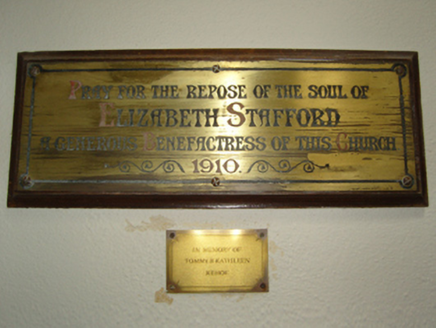 PRAY FOR THE REPOSE OF THE SOUL OF
ELIZABETH STAFFORD
A GENEROUS BENEFACTRESS OF THIS CHURCH
1910.
IN MEMORY OF
TOMMY & KATHLEEN